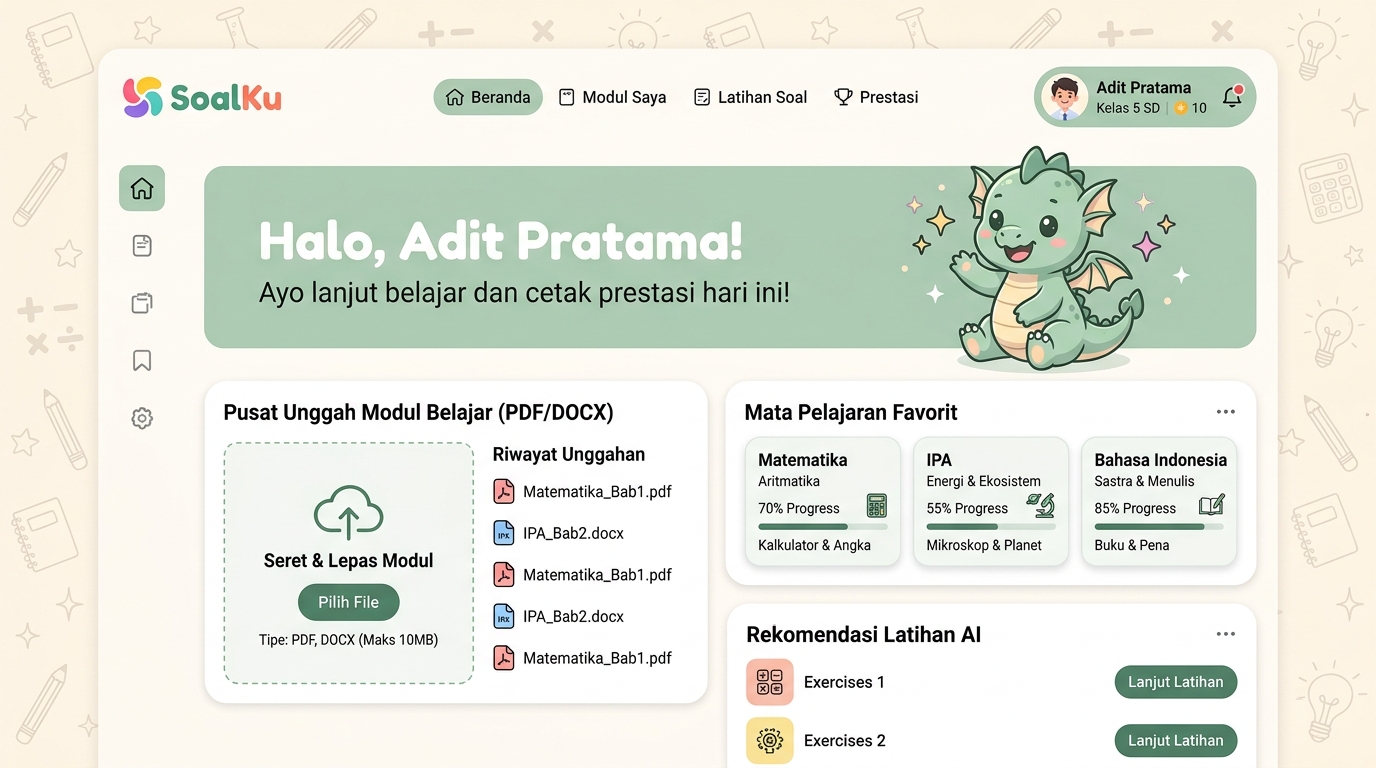 SoalKu
Beranda
Modul Saya
Latihan Soal
Prestasi
Adit Pratama
Kelas 5 SD | 10
Halo, Adit Pratama!
Ayo lanjut belajar dan cetak prestasi hari ini!
Pusat Unggah Modul Belajar (PDF/DOCX)
Seret & Lepas Modul
Pilih File
Tipe: PDF, DOCX (Maks 10MB)
Riwayat Unggahan
Matematika_Bab1.pdf
IPA_Bab2.docx
Matematika_Bab1.pdf
IPA_Bab2.docx
Matematika_Bab1.pdf
Mata Pelajaran Favorit
Matematika
Aritmatika
70% Progress
Kalkulator & Angka
IPA
Energi & Ekosistem
55% Progress
Mikroskop & Planet
Bahasa Indonesia
Sastra & Menulis
85% Progress
Buku & Pena
Rekomendasi Latihan AI
Exercises 1
Lanjut Latihan
Exercises 2
Lanjut Latihan